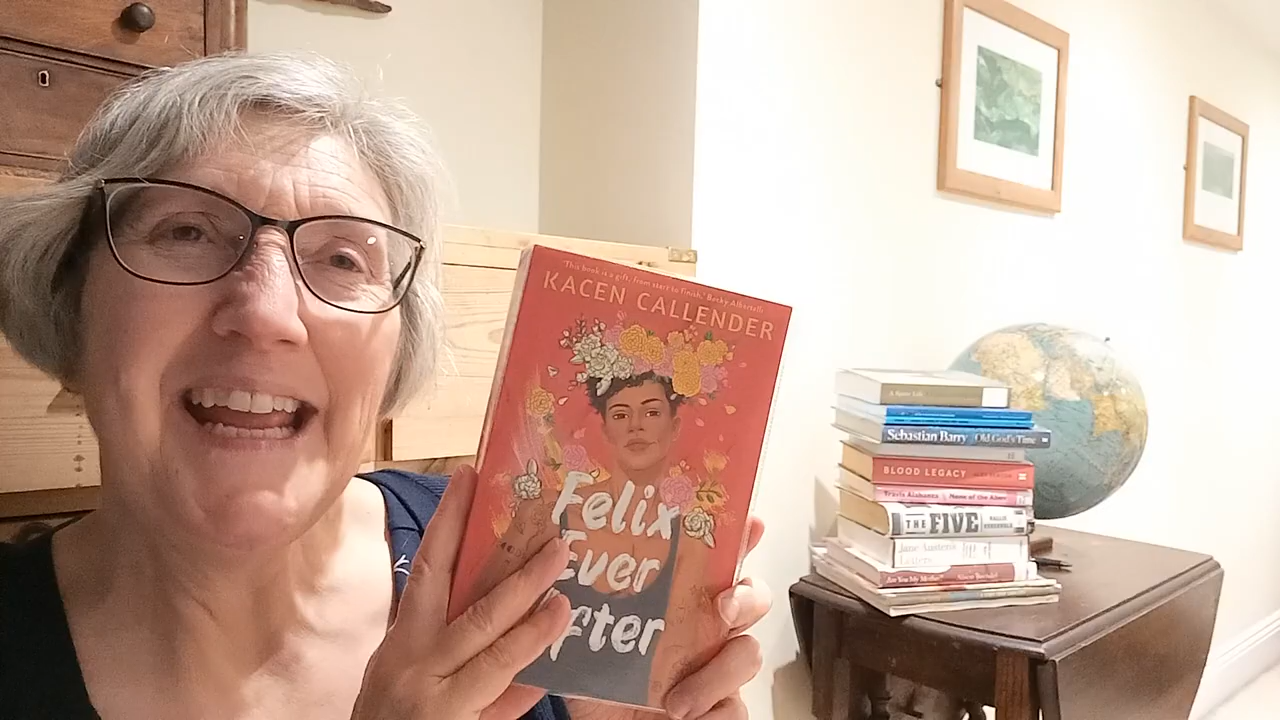 "This book is a gift, from start to finish." Becky Albertalli
KACEN CALLENDER
Felix
Ever
After
Sebastian Barry Old God's Time
BLOOD LEGACY
Travis Alabanza None of the Above
THE FIVE HALLIE RUBENHOLD
Jane Austen's
Letters
Are You My Mother? Alison Bechdel